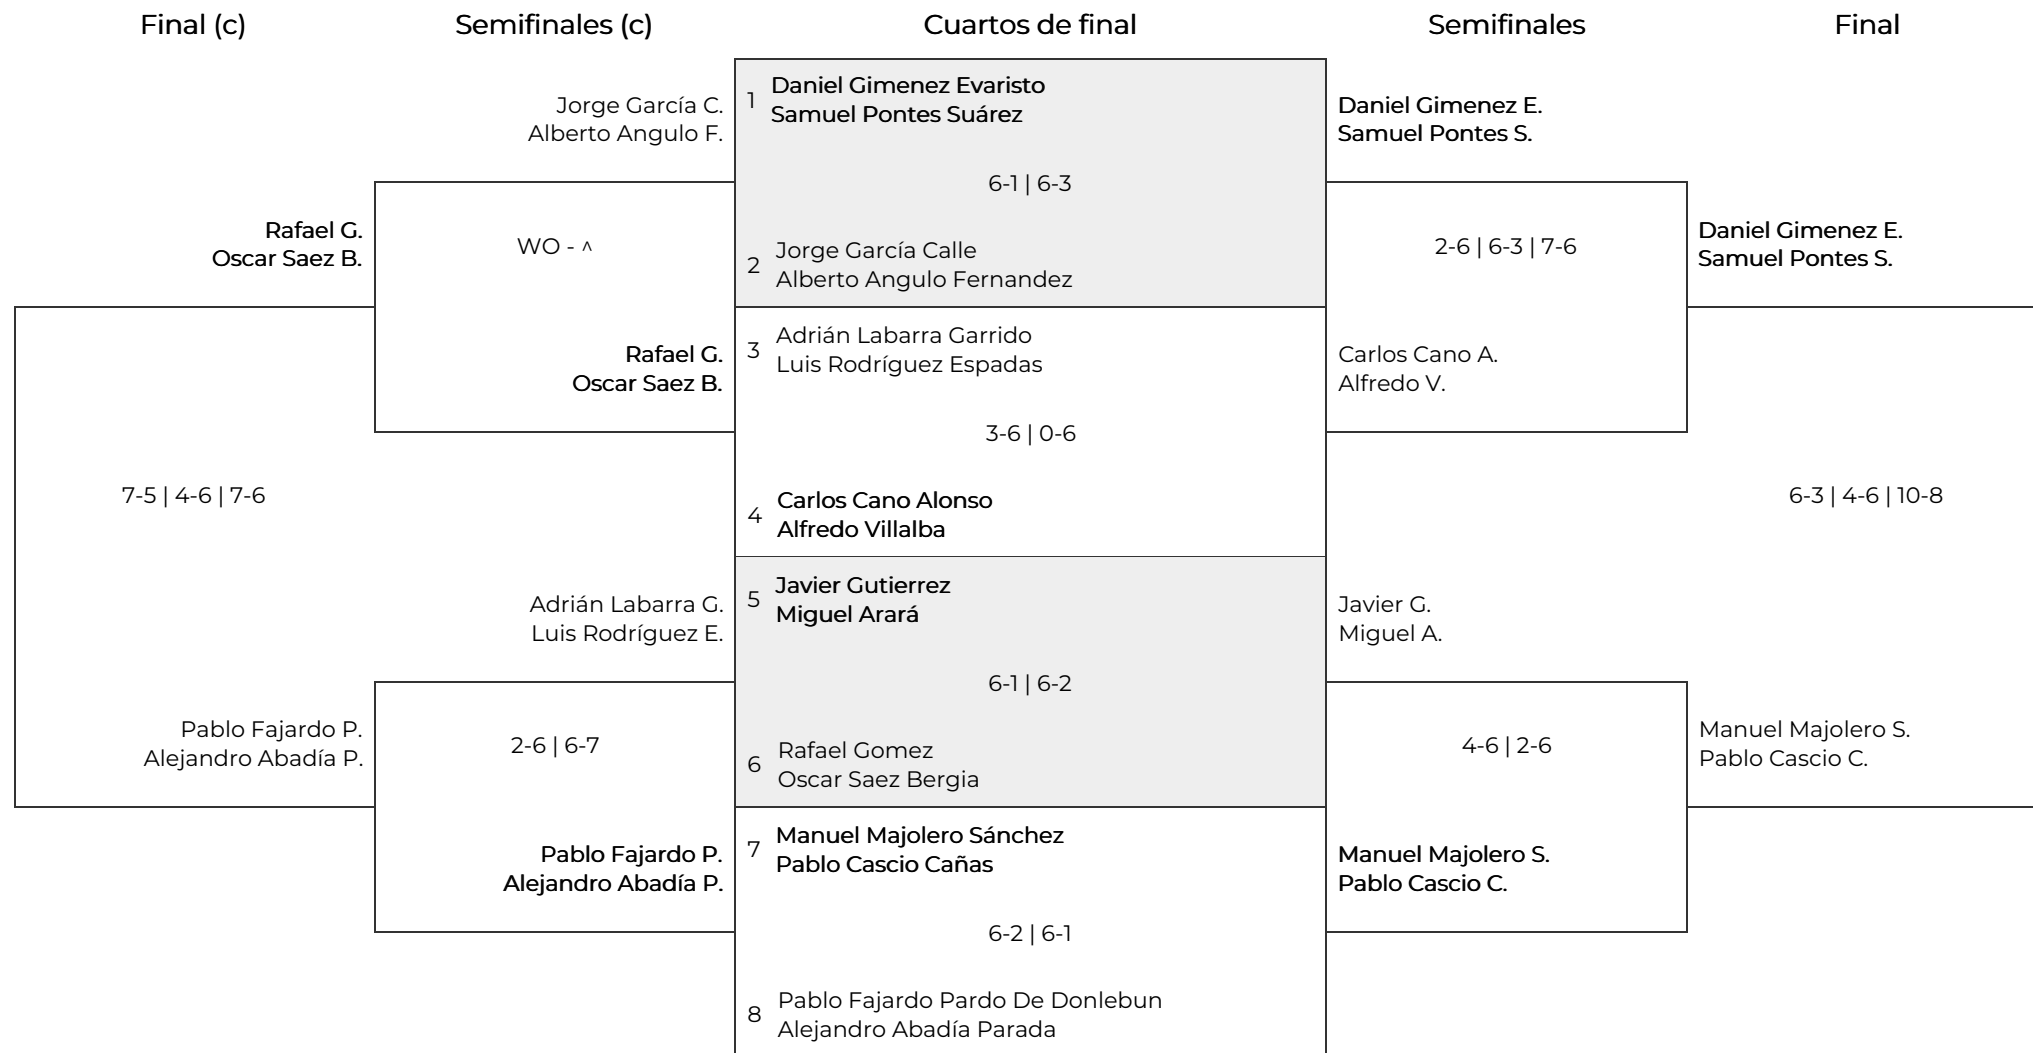 Final (c)
Semifinales (c)
Cuartos de final
Semifinales
Final
Jorge García C.
Alberto Angulo F.
WO - ^
Rafael G.
Oscar Saez B.
Rafael G.
Oscar Saez B.
7-5 | 4-6 | 7-6
Adrián Labarra G.
Luis Rodríguez E.
2-6 | 6-7
Pablo Fajardo P.
Alejandro Abadía P.
Pablo Fajardo P.
Alejandro Abadía P.
1 Daniel Gimenez Evaristo
Samuel Pontes Suárez
6-1 | 6-3
2 Jorge García Calle
Alberto Angulo Fernandez
3 Adrián Labarra Garrido
Luis Rodríguez Espadas
3-6 | 0-6
4 Carlos Cano Alonso
Alfredo Villalba
5 Javier Gutierrez
Miguel Arará
6-1 | 6-2
6 Rafael Gomez
Oscar Saez Bergia
7 Manuel Majolero Sánchez
Pablo Cascio Cañas
6-2 | 6-1
8 Pablo Fajardo Pardo De Donlebun
Alejandro Abadía Parada
Daniel Gimenez E.
Samuel Pontes S.
2-6 | 6-3 | 7-6
Carlos Cano A.
Alfredo V.
Javier G.
Miguel A.
4-6 | 2-6
Manuel Majolero S.
Pablo Cascio C.
Daniel Gimenez E.
Samuel Pontes S.
6-3 | 4-6 | 10-8
Manuel Majolero S.
Pablo Cascio C.